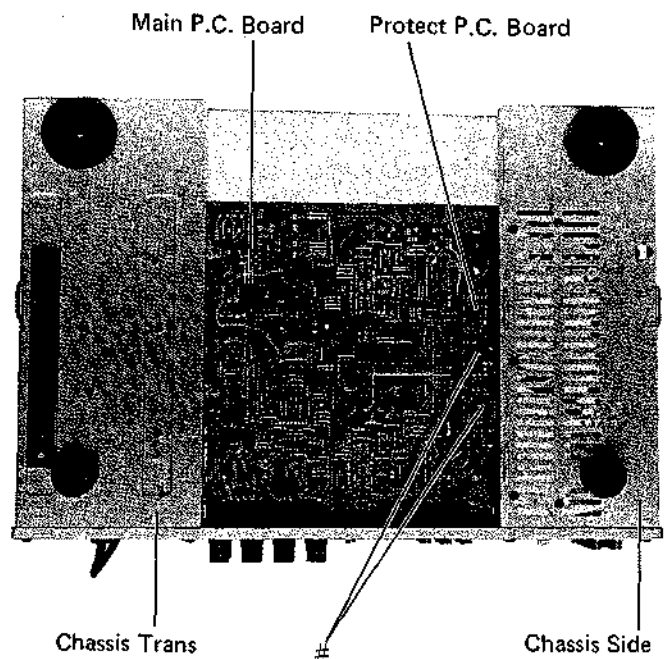 Main P.C. Board
Protect P.C. Board
Chassis Trans
#
Chassis Side